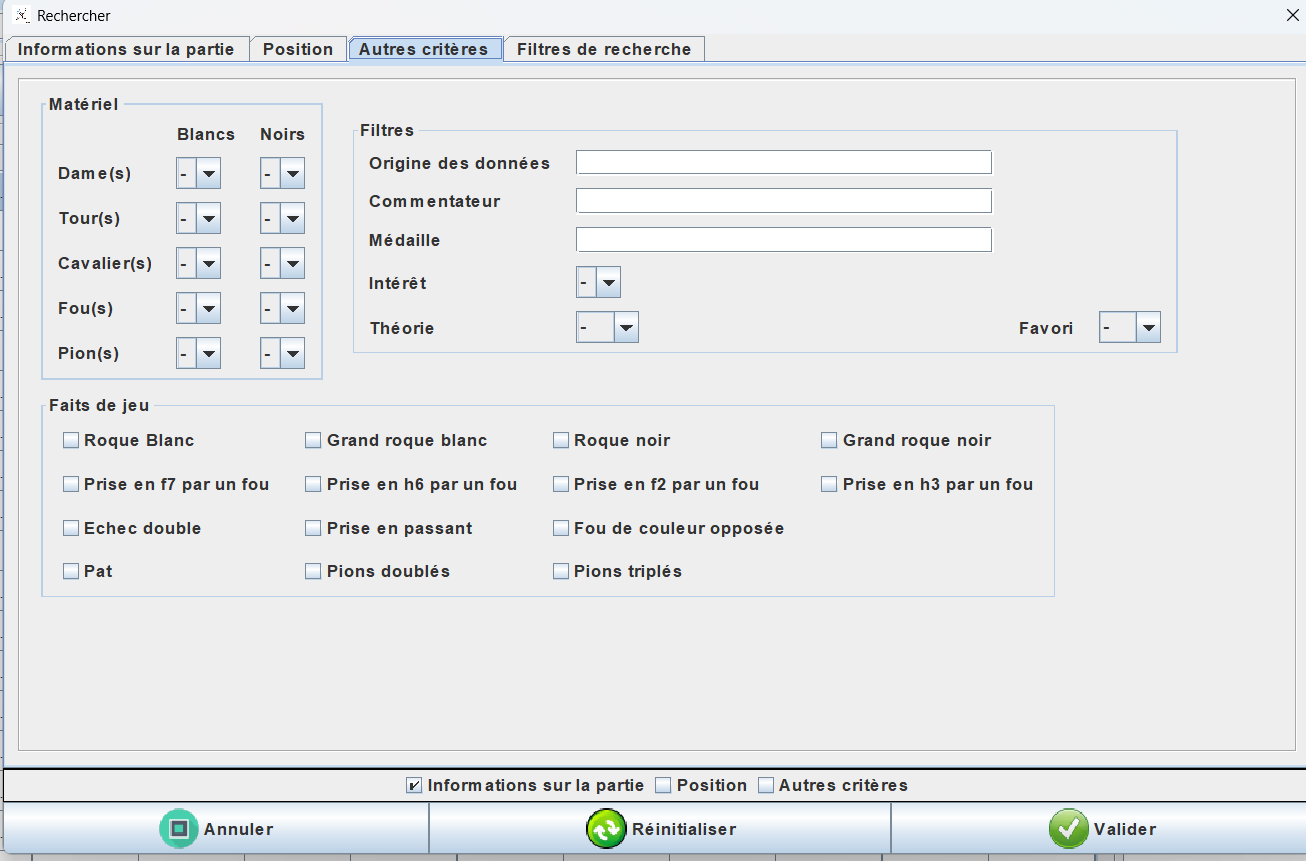 Rechercher
Informations sur la partie Position Autres critères Filtres de recherche
Matériel
Blancs Noirs
Dame(s) - -
Tour(s) - -
Cavalier(s) - -
Fou(s) - -
Pion(s) - -
Filtres
Origine des données
Commentateur
Médaille
Intérêt -
Théorie - Favori -
Faits de jeu
Roque Blanc Grand roque blanc Roque noir Grand roque noir
Prise en f7 par un fou Prise en h6 par un fou Prise en f2 par un fou Prise en h3 par un fou
Echec double Prise en passant Fou de couleur opposée
Pat Pions doublés Pions triplés
Informations sur la partie Position Autres critères
Annuler Réinitialiser Valider